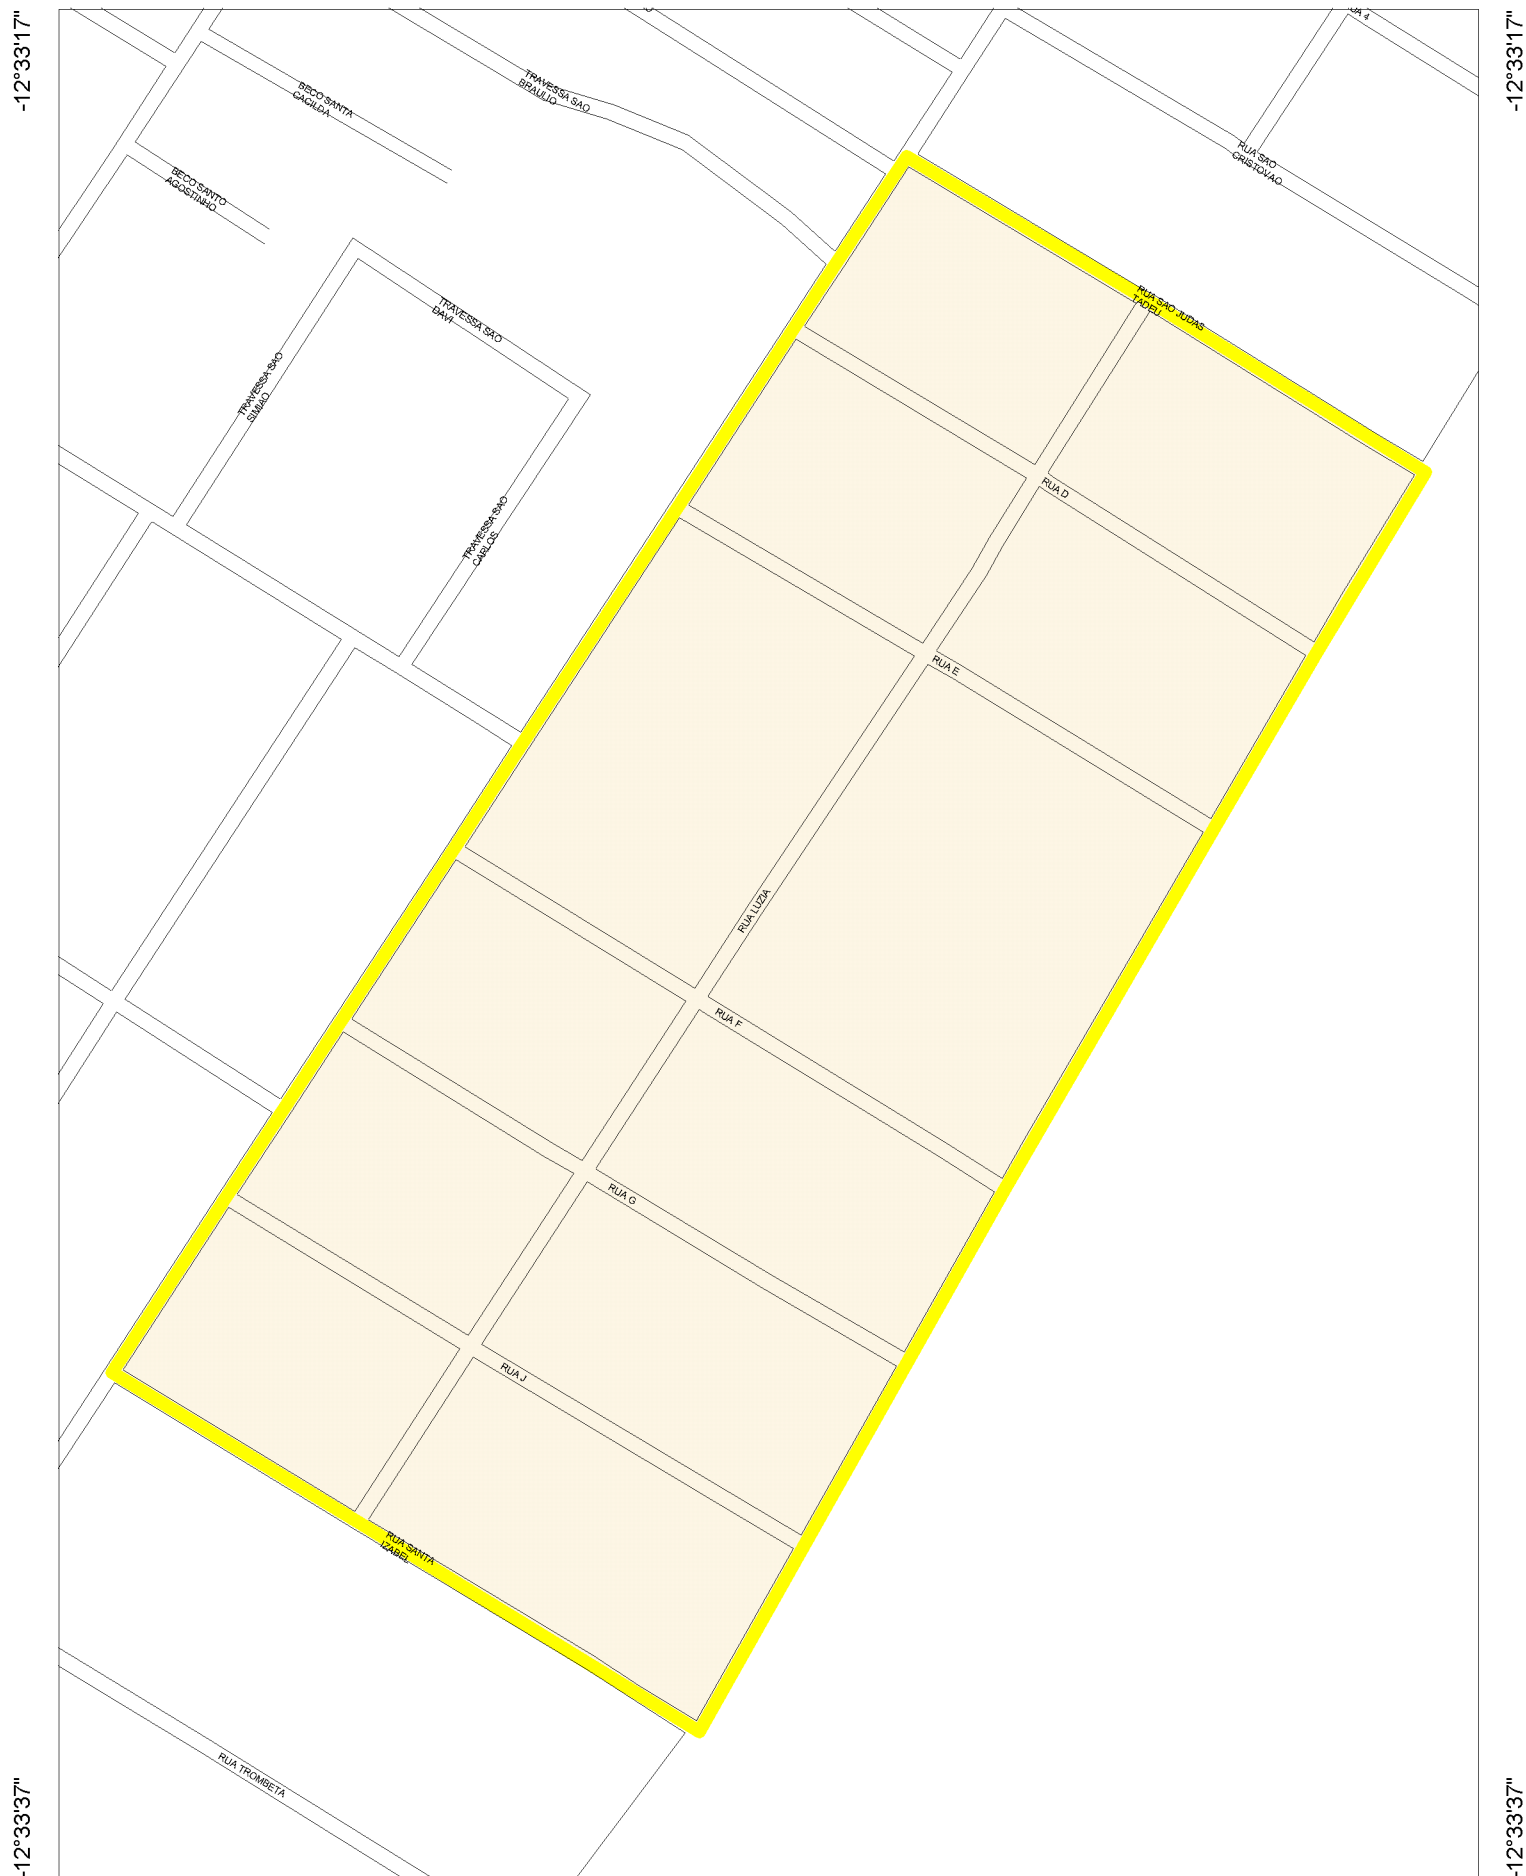 -12°33'17"
-12°33'17"
UA 4
TRAVESSA SAO
BRAULIO
BECO SANTA
CACILDA
RUA SAO
CRISTOVAO
BECO SANTO
AGOSTINHO
RUA SAO JUDAS
TADEU
TRAVESSA SAO
DAVI
TRAVESSA SAO
SIMIAO
RUA D
TRAVESSA SAO
CARLOS
RUA E
RUA LUZIA
RUA F
RUA G
RUA J
RUA SANTA
IZABEL
RUA TROMBETA
-12°33'37"
-12°33'37"